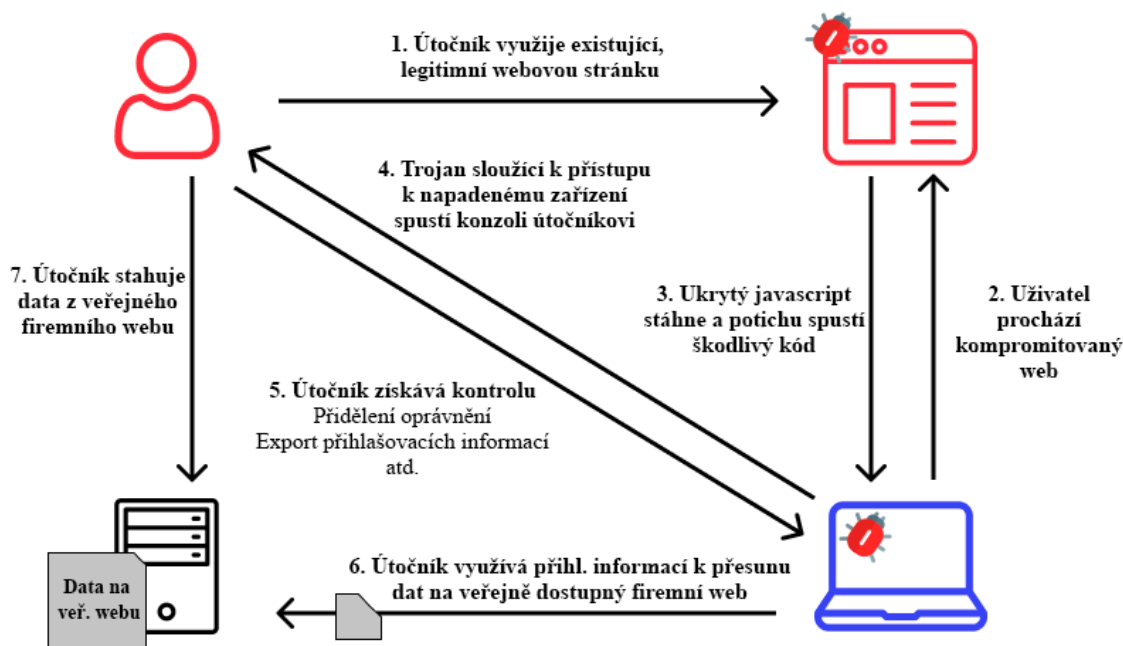 1. Útočník využije existující,
legitimní webovou stránku
4. Trojan sloužící k přístupu
k napadenému zařízení
spustí konzoli útočníkovi
7. Útočník stahuje
data z veřejného
firemního webu
3. Ukrytý javascript
stáhne a potichu spustí
škodlivý kód
2. Uživatel
prochází
kompromitovaný
web
5. Útočník získává kontrolu
Přidělení oprávnění
Export přihlašovacích informací
atd.
6. Útočník využívá přihl. informací k přesunu
dat na veřejně dostupný firemní web
Data na
veř. webu